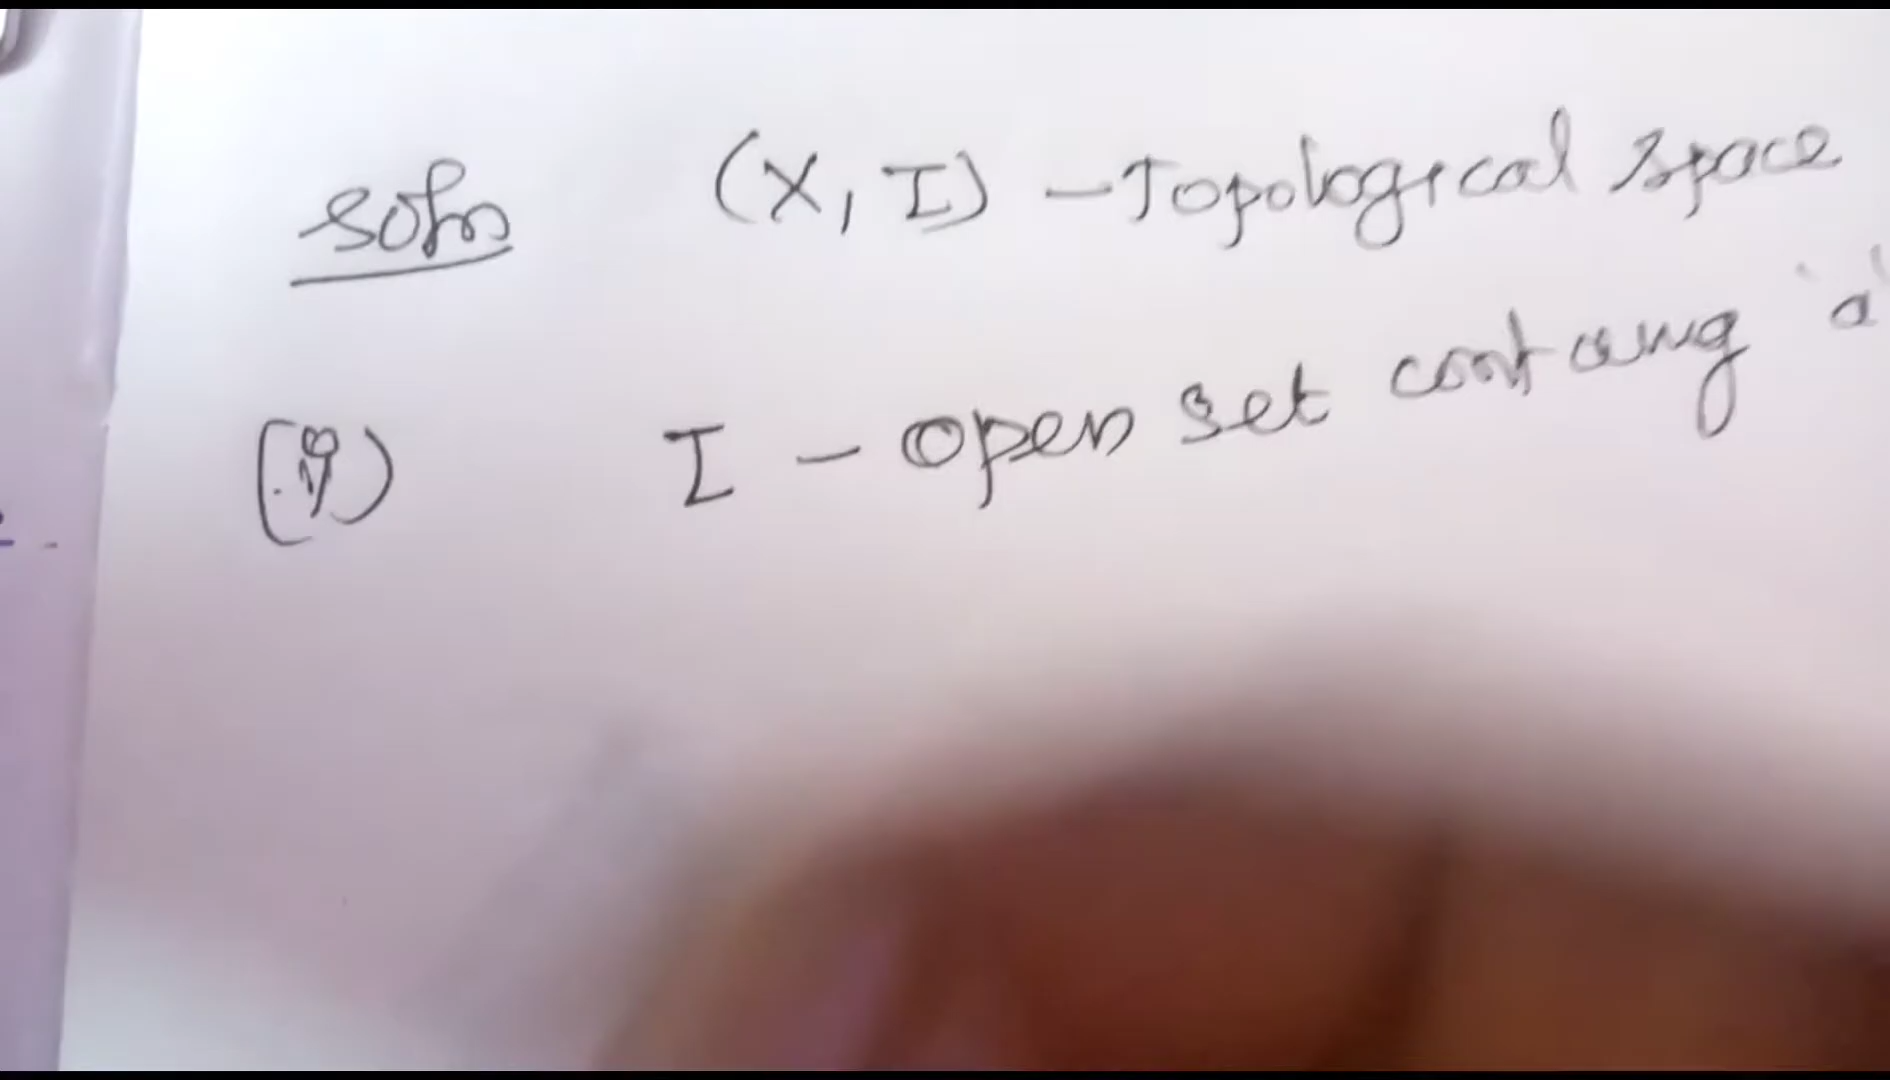 Soln (X, I) - Topological space
I - open set containg 'a'